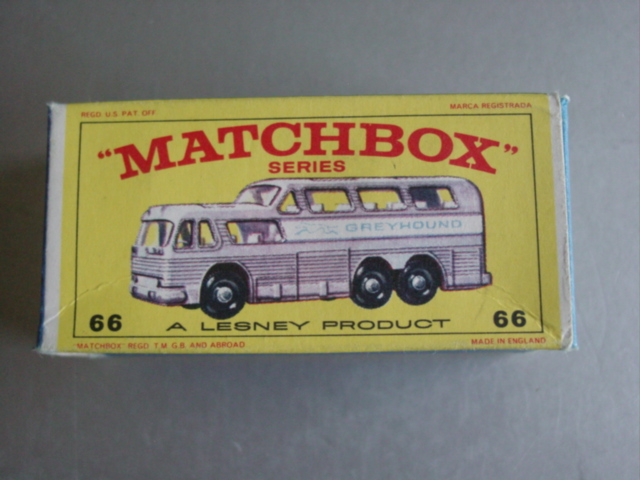 REGD. U.S. PAT. OFF.
MARCA REGISTRADA
"MATCHBOX"
SERIES
GREYHOUND
66 A LESNEY PRODUCT 66
"MATCHBOX" REGD. T.M. G.B. AND ABROAD
MADE IN ENGLAND